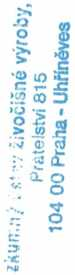 živočišné výroby,
Přátelství 815
104 00 Praha - Uhříněves